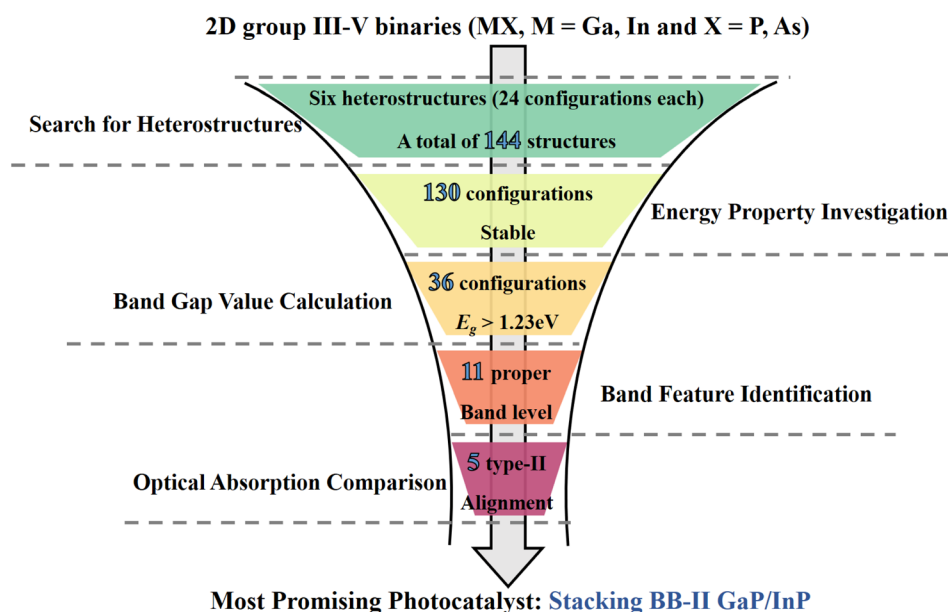 2D group III-V binaries (MX, M = Ga, In and X = P, As)
Six heterostructures (24 configurations each)
Search for Heterostructures
A total of 144 structures
130 configurations
Energy Property Investigation
Stable
36 configurations
Band Gap Value Calculation
E_g > 1.23eV
11 proper
Band Feature Identification
Band level
5 type-II
Optical Absorption Comparison
Alignment
Most Promising Photocatalyst: Stacking BB-II GaP/InP